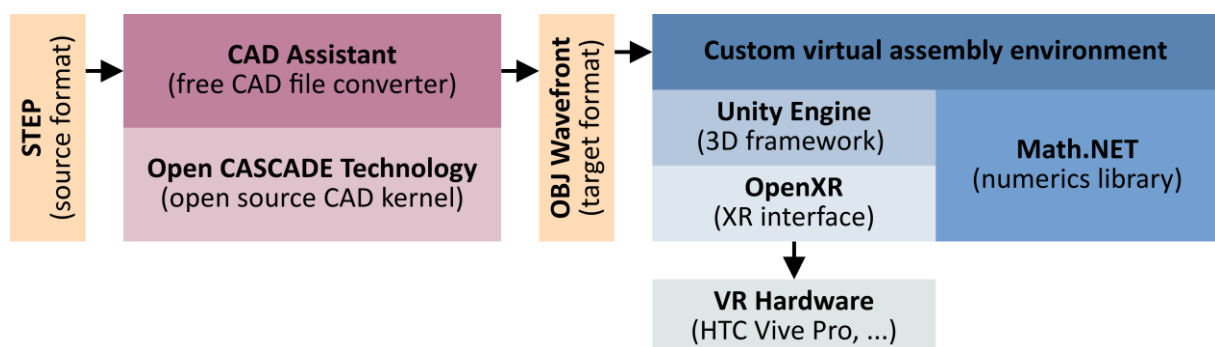 STEP
(source format)
CAD Assistant
(free CAD file converter)
Open CASCADE Technology
(open source CAD kernel)
OBJ Wavefront
(target format)
Custom virtual assembly environment
Unity Engine
(3D framework)
OpenXR
(XR interface)
Math.NET
(numerics library)
VR Hardware
(HTC Vive Pro, ...)